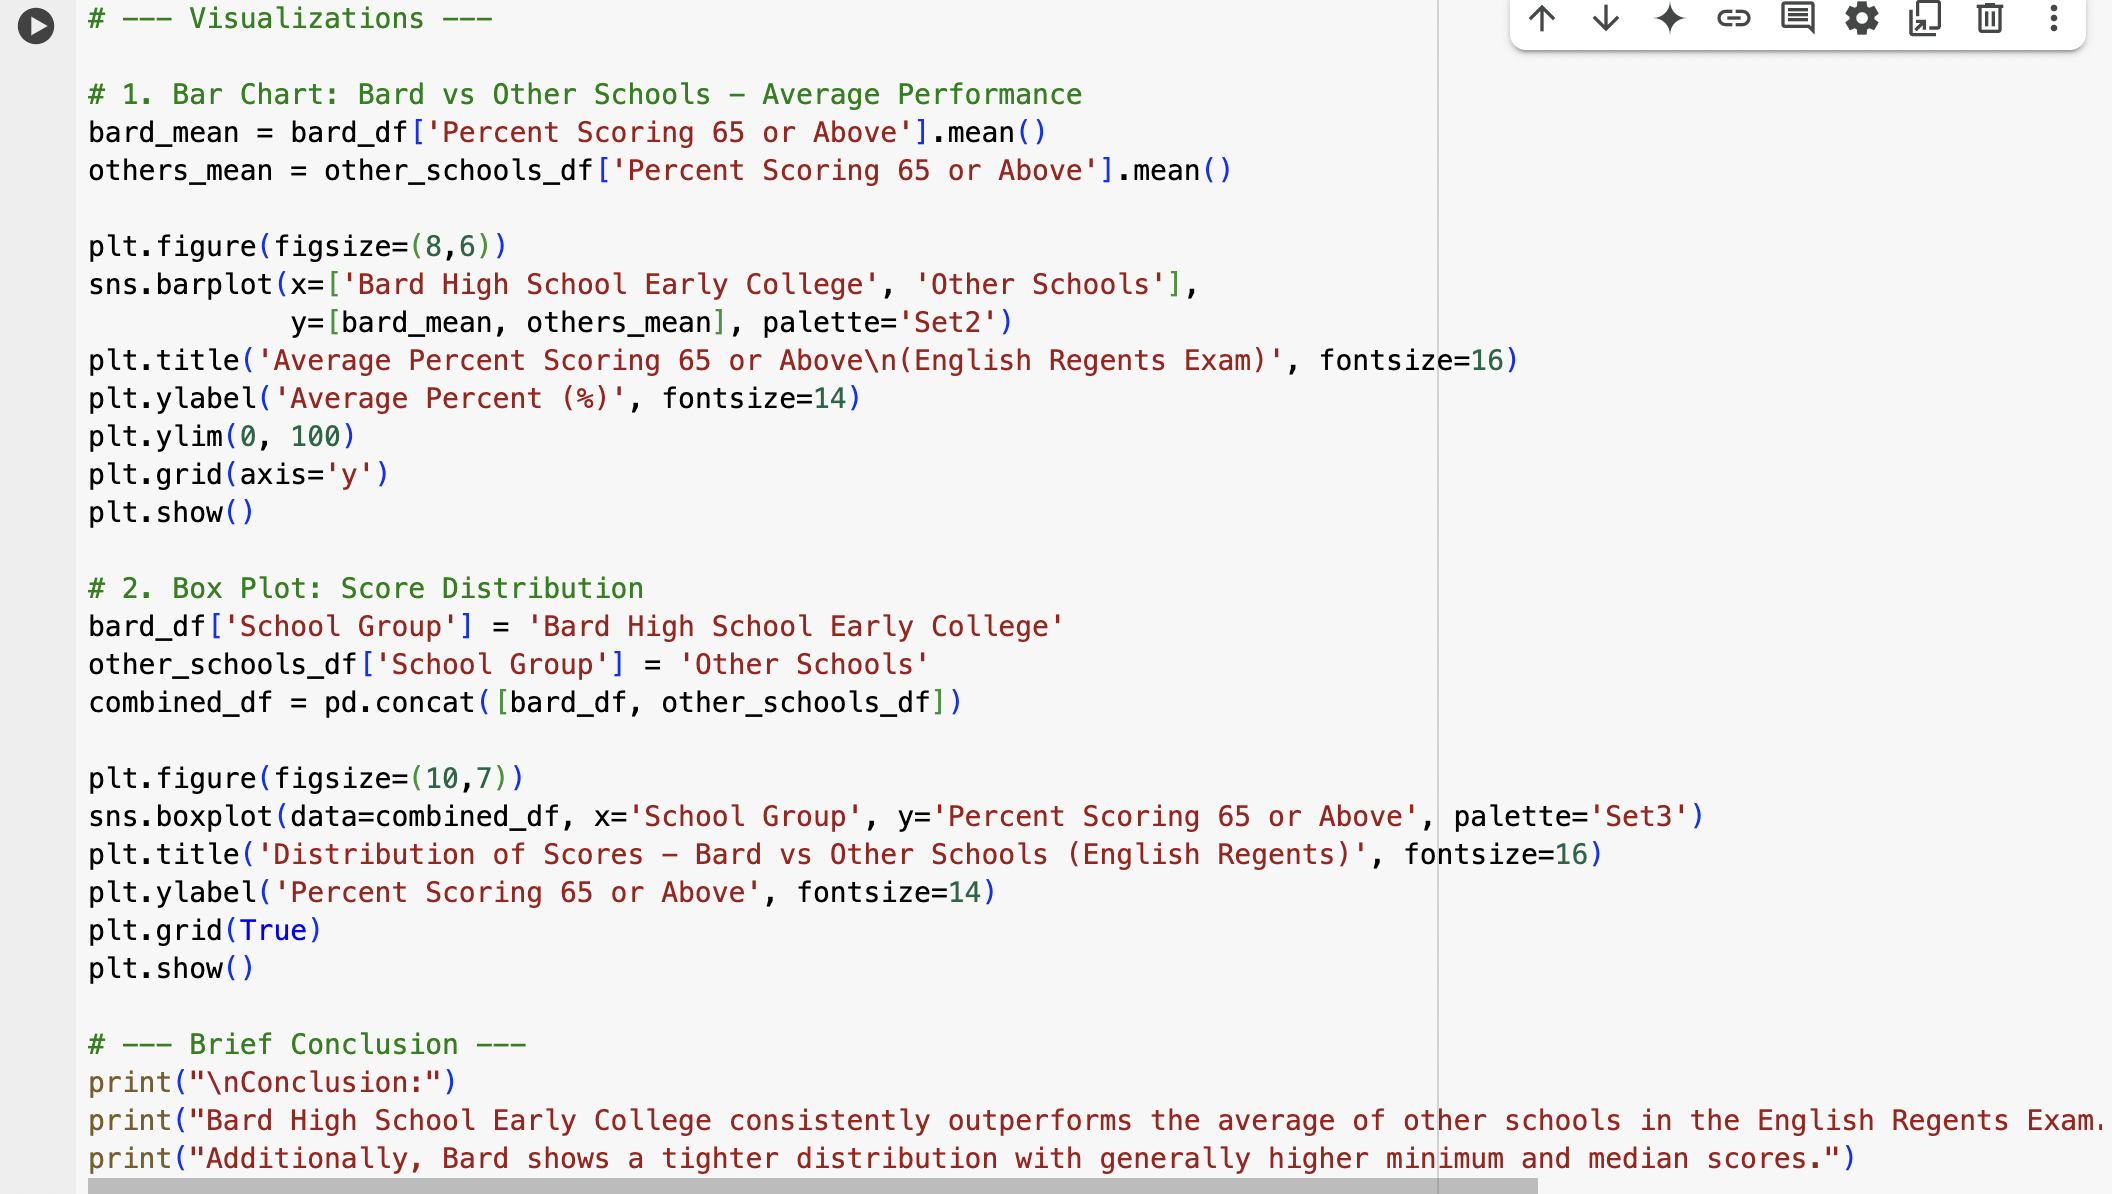 # --- Visualizations ---
# 1. Bar Chart: Bard vs Other Schools – Average Performance
bard_mean = bard_df['Percent Scoring 65 or Above'].mean()
others_mean = other_schools_df['Percent Scoring 65 or Above'].mean()
plt.figure(figsize=(8,6))
sns.barplot(x=['Bard High School Early College', 'Other Schools'],
            y=[bard_mean, others_mean], palette='Set2')
plt.title('Average Percent Scoring 65 or Above\n(English Regents Exam)', fontsize=16)
plt.ylabel('Average Percent (%)', fontsize=14)
plt.ylim(0, 100)
plt.grid(axis='y')
plt.show()
# 2. Box Plot: Score Distribution
bard_df['School Group'] = 'Bard High School Early College'
other_schools_df['School Group'] = 'Other Schools'
combined_df = pd.concat([bard_df, other_schools_df])
plt.figure(figsize=(10,7))
sns.boxplot(data=combined_df, x='School Group', y='Percent Scoring 65 or Above', palette='Set3')
plt.title('Distribution of Scores – Bard vs Other Schools (English Regents)', fontsize=16)
plt.ylabel('Percent Scoring 65 or Above', fontsize=14)
plt.grid(True)
plt.show()
# --- Brief Conclusion ---
print("\nConclusion:")
print("Bard High School Early College consistently outperforms the average of other schools in the English Regents Exam.
print("Additionally, Bard shows a tighter distribution with generally higher minimum and median scores.")